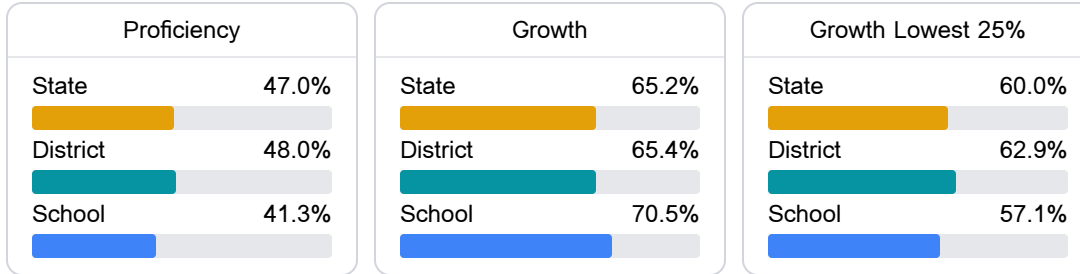 Proficiency
State 47.0%
District 48.0%
School 41.3%
Growth
State 65.2%
District 65.4%
School 70.5%
Growth Lowest 25%
State 60.0%
District 62.9%
School 57.1%